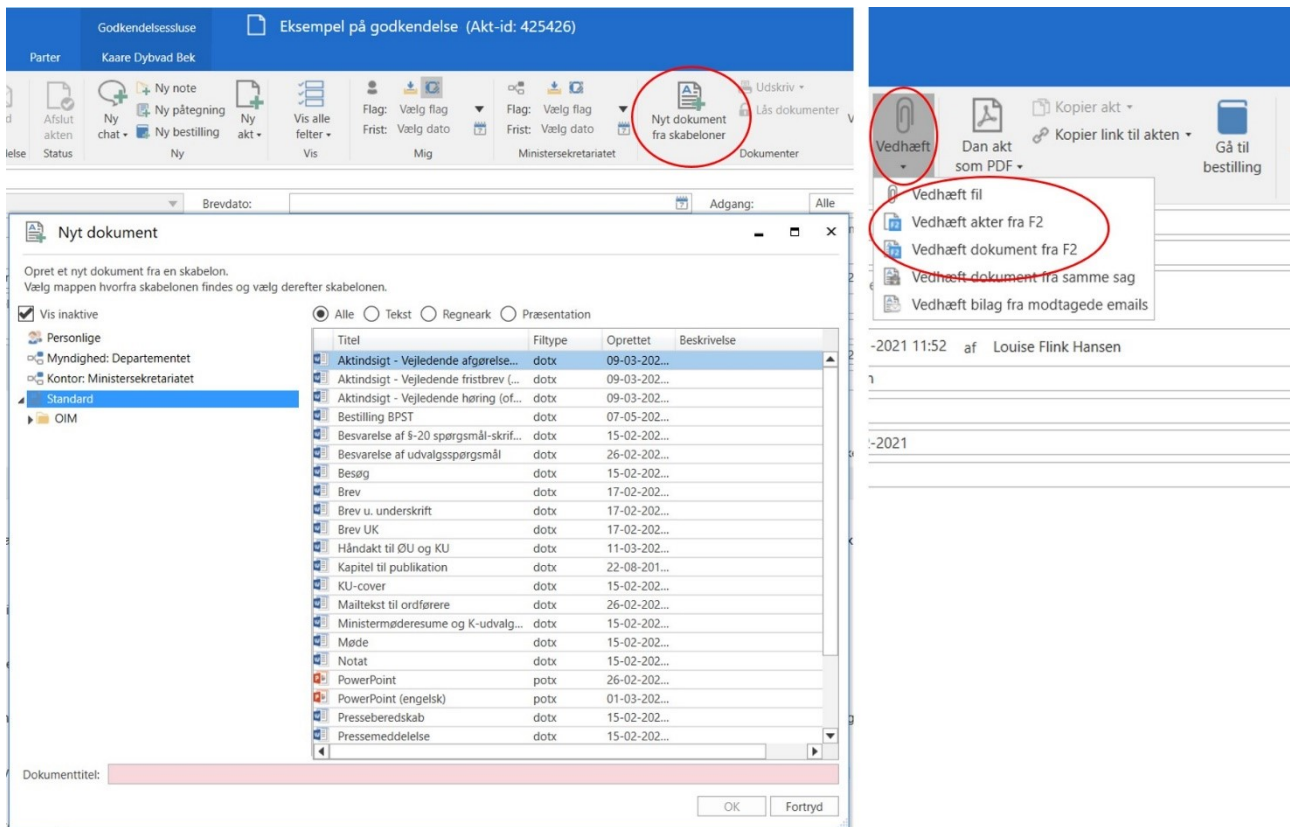 Godkendelsessluse
Eksempel på godkendelse (Akt-id: 425426)
Parter
Kaare Dybvad Bek
Afslut
akten
Status
Ny
chat
Ny note
Ny påtegning
Ny bestilling
Ny
akt
Ny
Vis alle
felter
Vis
Flag: Vælg flag
Frist: Vælg dato
Mig
Flag: Vælg flag
Frist: Vælg dato
Ministersekretariatet
Nyt dokument
fra skabeloner
Udskriv
Lås dokumenter
Dokumenter
Brevdato:
Adgang:
Alle
Nyt dokument
Opret et nyt dokument fra en skabelon.
Vælg mappen hvorfra skabelonen findes og vælg derefter skabelonen.
Vis inaktive
Personlige
Myndighed: Departementet
Kontor: Ministersekretariatet
Standard
OIM
Alle Tekst Regneark Præsentation
Titel Filtype Oprettet Beskrivelse
Aktindsigt - Vejledende afgørelse... dotx 09-03-202...
Aktindsigt - Vejledende fristbrev (... dotx 09-03-202...
Aktindsigt - Vejledende høring (of... dotx 09-03-202...
Bestilling BPST dotx 07-05-202...
Besvarelse af §-20 spørgsmål-skrif... dotx 15-02-202...
Besvarelse af udvalgsspørgsmål dotx 26-02-202...
Besøg dotx 15-02-202...
Brev dotx 17-02-202...
Brev u. underskrift dotx 17-02-202...
Brev UK dotx 17-02-202...
Håndakt til ØU og KU dotx 11-03-202...
Kapitel til publikation dotx 22-08-201...
KU-cover dotx 15-02-202...
Mailtekst til ordførere dotx 26-02-202...
Ministermøderesume og K-udvalg... dotx 15-02-202...
Møde dotx 15-02-202...
Notat dotx 15-02-202...
PowerPoint potx 26-02-202...
PowerPoint (engelsk) potx 01-03-202...
Presseberedskab dotx 15-02-202...
Pressemeddelelse dotx 15-02-202...
Dokumenttitel:
OK
Fortryd
Vedhæft
Dan akt
som PDF
Kopier akt
Kopier link til akten
Gå til
bestilling
Vedhæft fil
Vedhæft akter fra F2
Vedhæft dokument fra F2
Vedhæft dokument fra samme sag
Vedhæft bilag fra modtagede emails
-2021 11:52 af Louise Flink Hansen
-2021